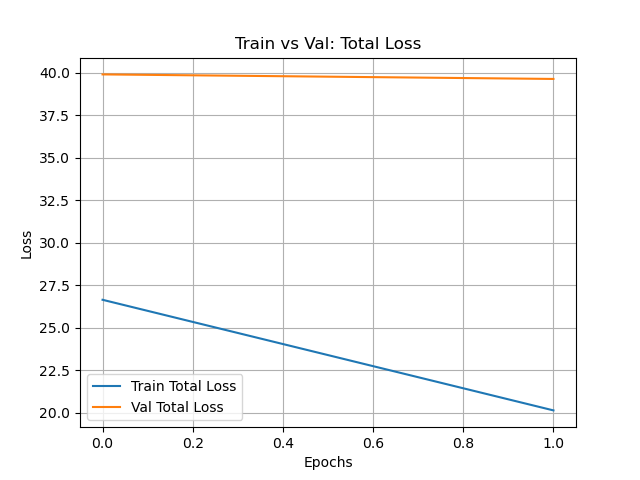 Train vs Val: Total Loss
Loss
40.0
37.5
35.0
32.5
30.0
27.5
25.0
22.5
20.0
Train Total Loss
Val Total Loss
0.0 0.2 0.4 0.6 0.8 1.0
Epochs